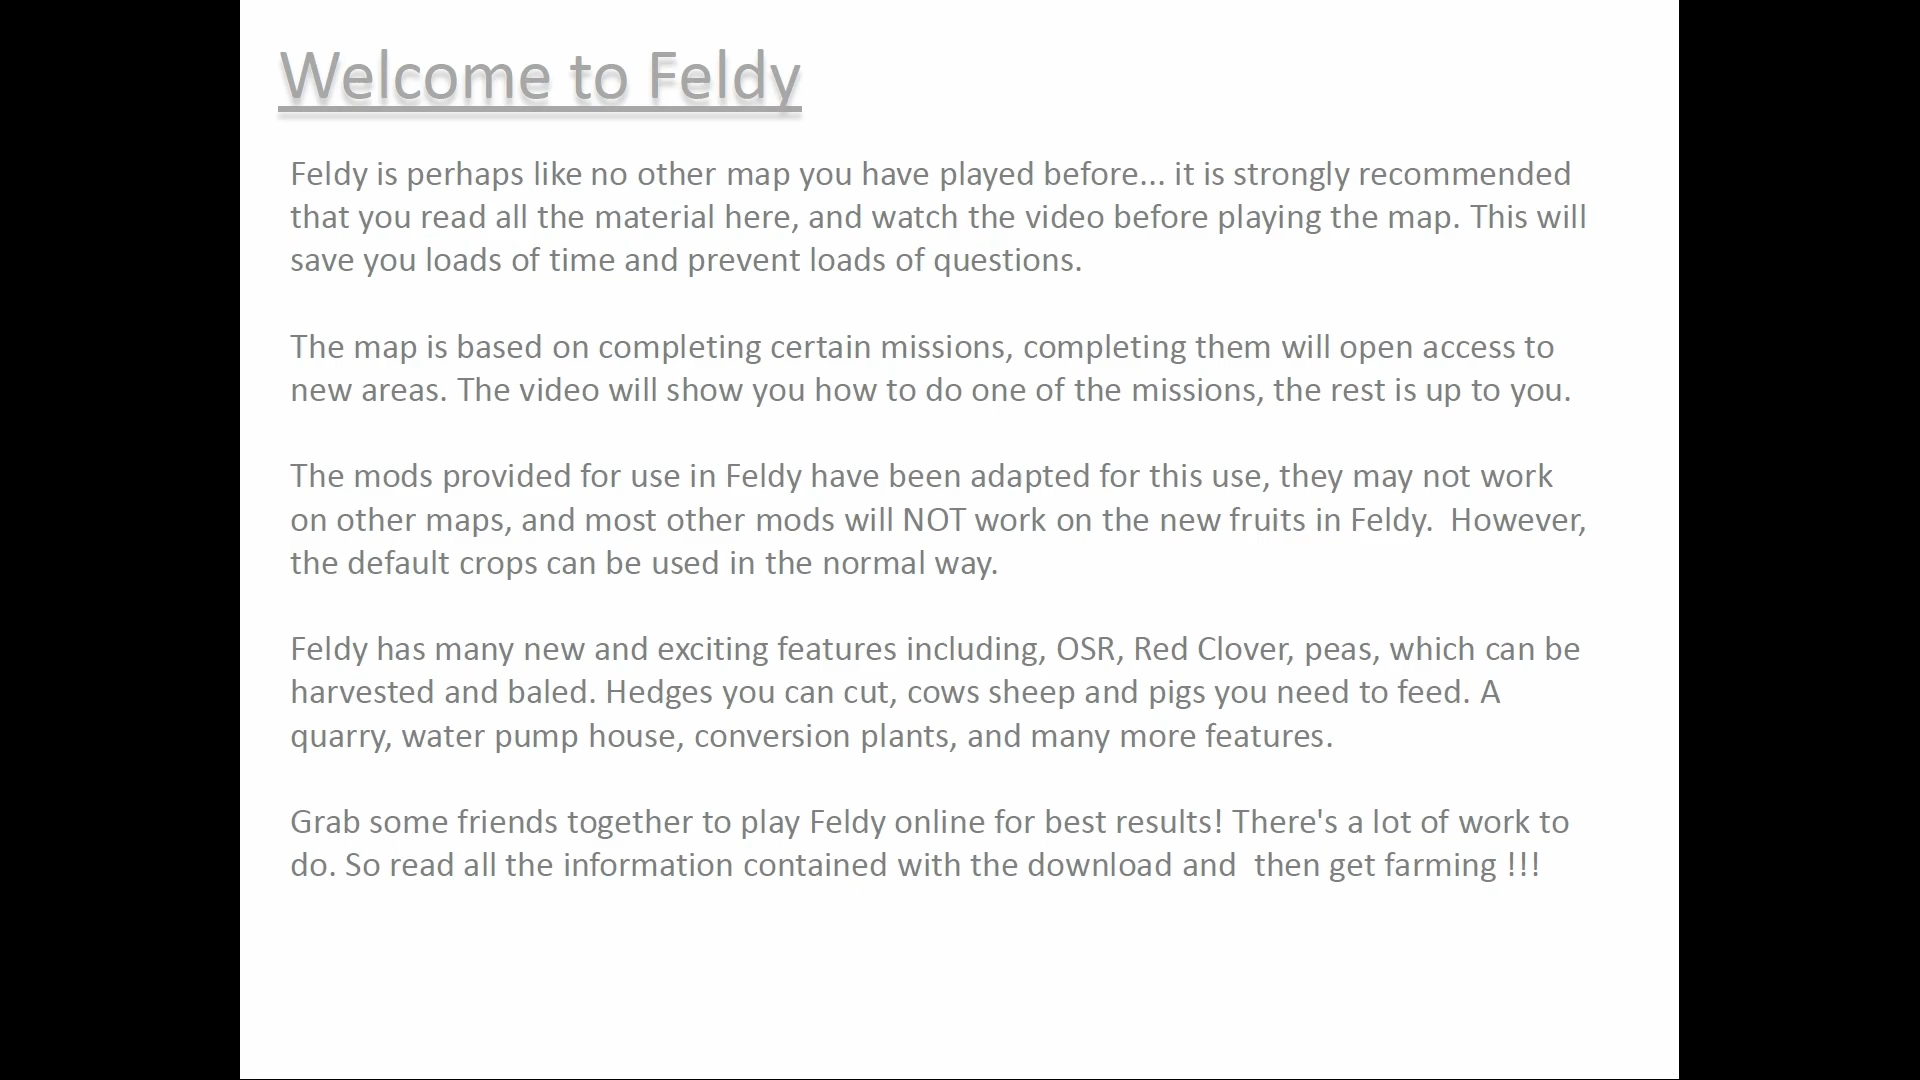 Welcome to Feldy
Feldy is perhaps like no other map you have played before... it is strongly recommended
that you read all the material here, and watch the video before playing the map. This will
save you loads of time and prevent loads of questions.
The map is based on completing certain missions, completing them will open access to
new areas. The video will show you how to do one of the missions, the rest is up to you.
The mods provided for use in Feldy have been adapted for this use, they may not work
on other maps, and most other mods will NOT work on the new fruits in Feldy.  However,
the default crops can be used in the normal way.
Feldy has many new and exciting features including, OSR, Red Clover, peas, which can be
harvested and baled. Hedges you can cut, cows sheep and pigs you need to feed. A
quarry, water pump house, conversion plants, and many more features.
Grab some friends together to play Feldy online for best results! There's a lot of work to
do. So read all the information contained with the download and  then get farming !!!